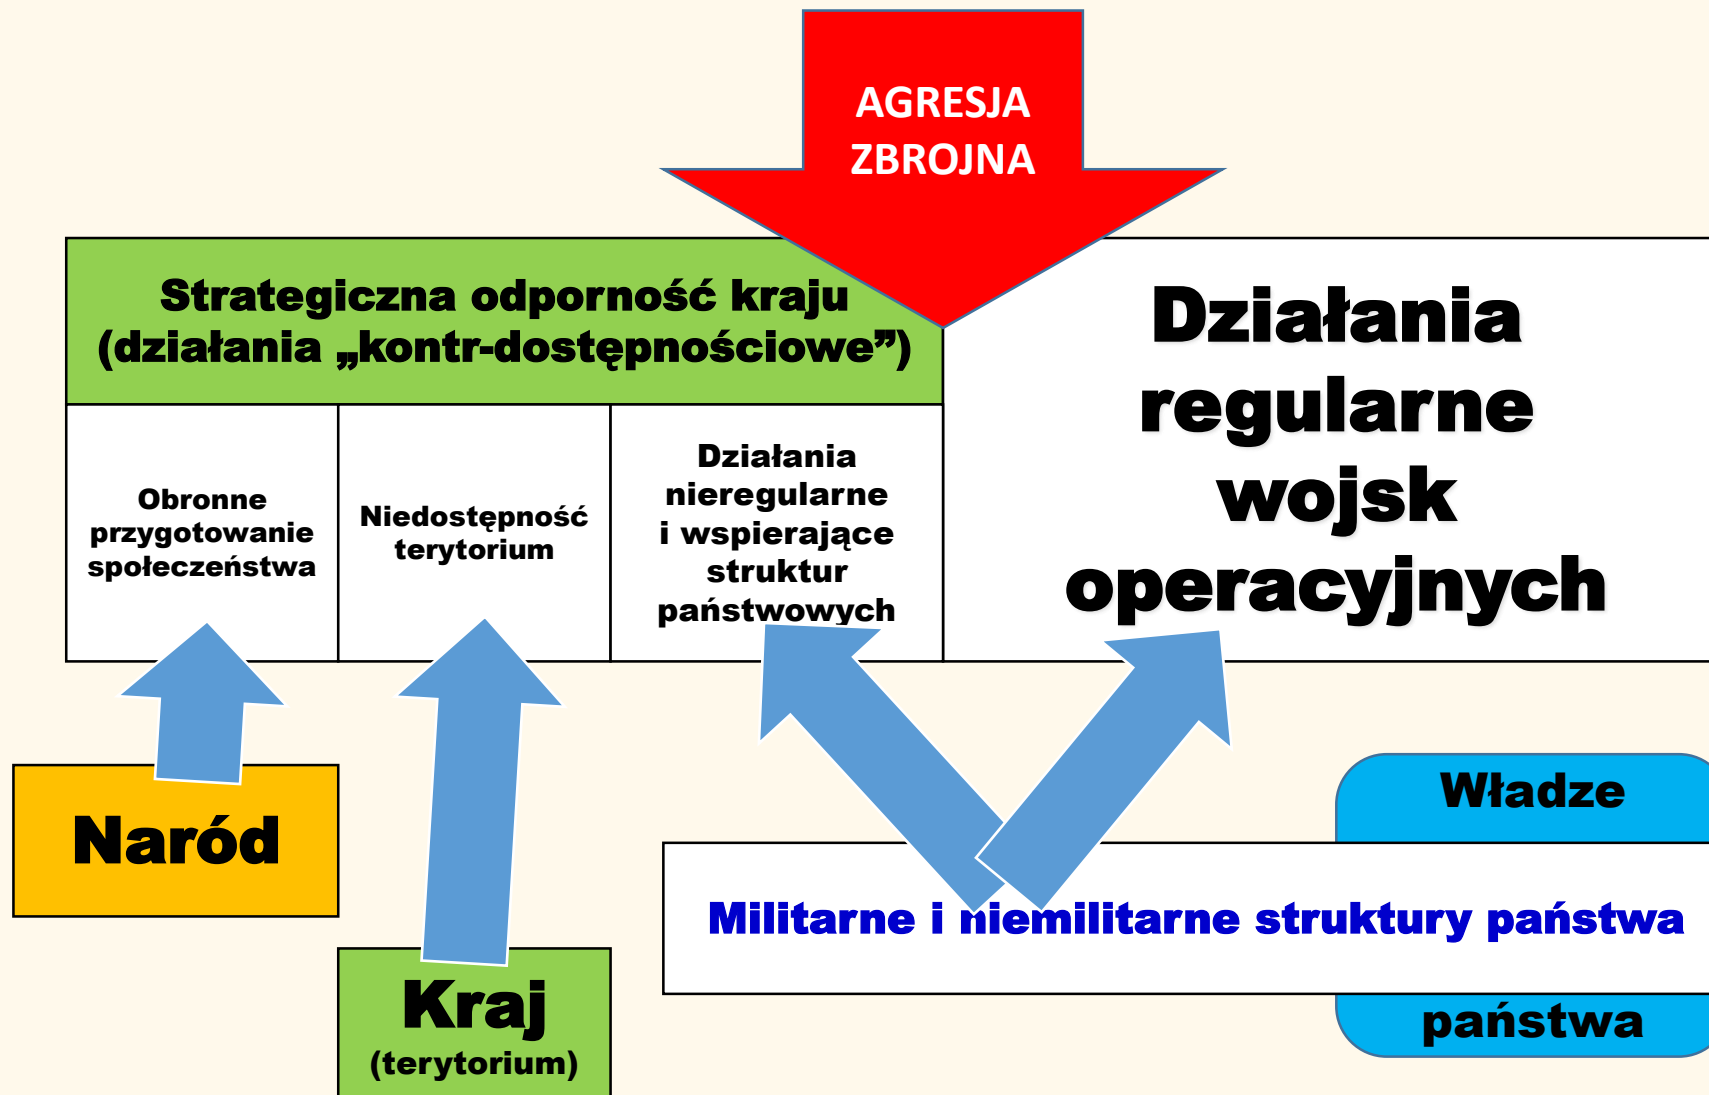 AGRESJA
ZBROJNA
Strategiczna odporność kraju
(działania „kontr-dostępnościowe”)
Obronne
przygotowanie
społeczeństwa
Niedostępność
terytorium
Działania
nieregularne
i wspierające
struktur
państwowych
Działania
regularne
wojsk
operacyjnych
Naród
Kraj
(terytorium)
Władze
Militarne i niemilitarne struktury państwa
państwa